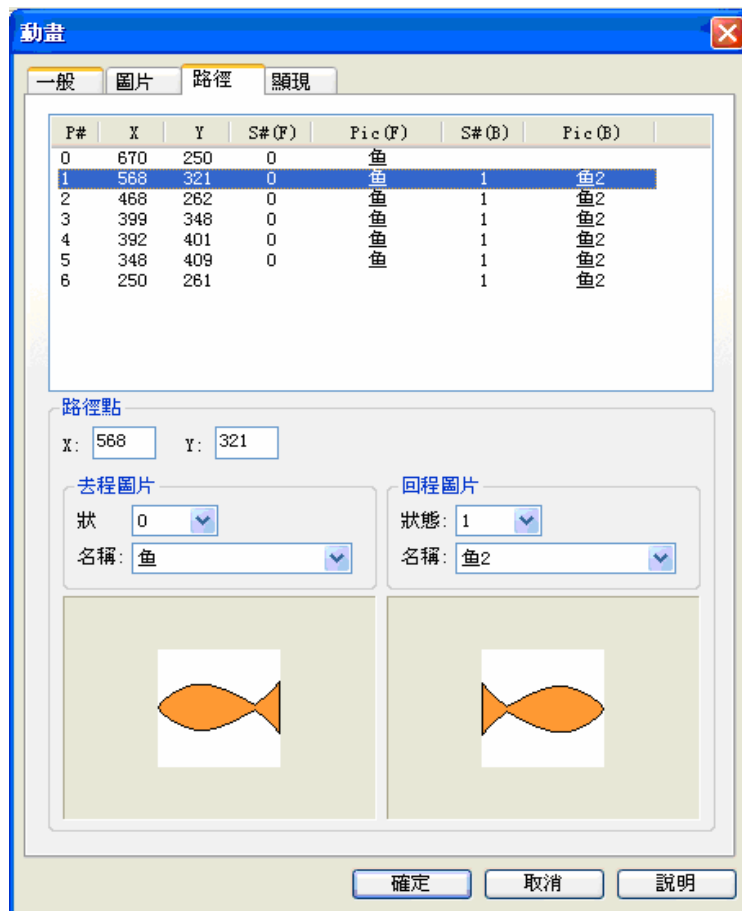 動畫
一般 圖片 路徑 顯現
P# X Y S#(F) Pic(F) S#(B) Pic(B)
0 670 250 0 鱼
1 568 321 0 鱼 1 鱼2
2 468 262 0 鱼 1 鱼2
3 399 348 0 鱼 1 鱼2
4 392 401 0 鱼 1 鱼2
5 348 409 0 鱼 1 鱼2
6 250 261 1 鱼2
路徑點
X: 568 Y: 321
去程圖片 回程圖片
狀 0 狀態: 1
名稱: 鱼 名稱: 鱼2
確定 取消 說明